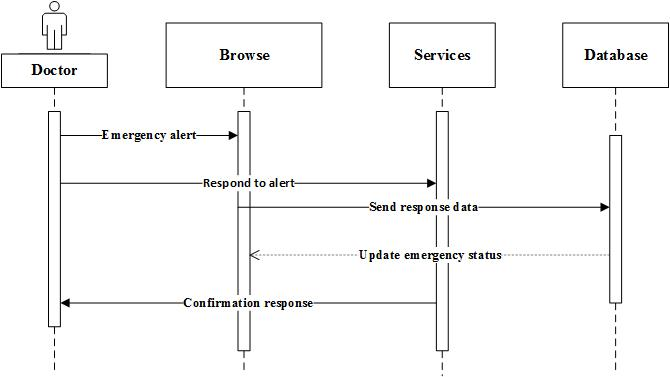 Doctor
Browse
Services
Database
Emergency alert
Respond to alert
Send response data
Update emergency status
Confirmation response